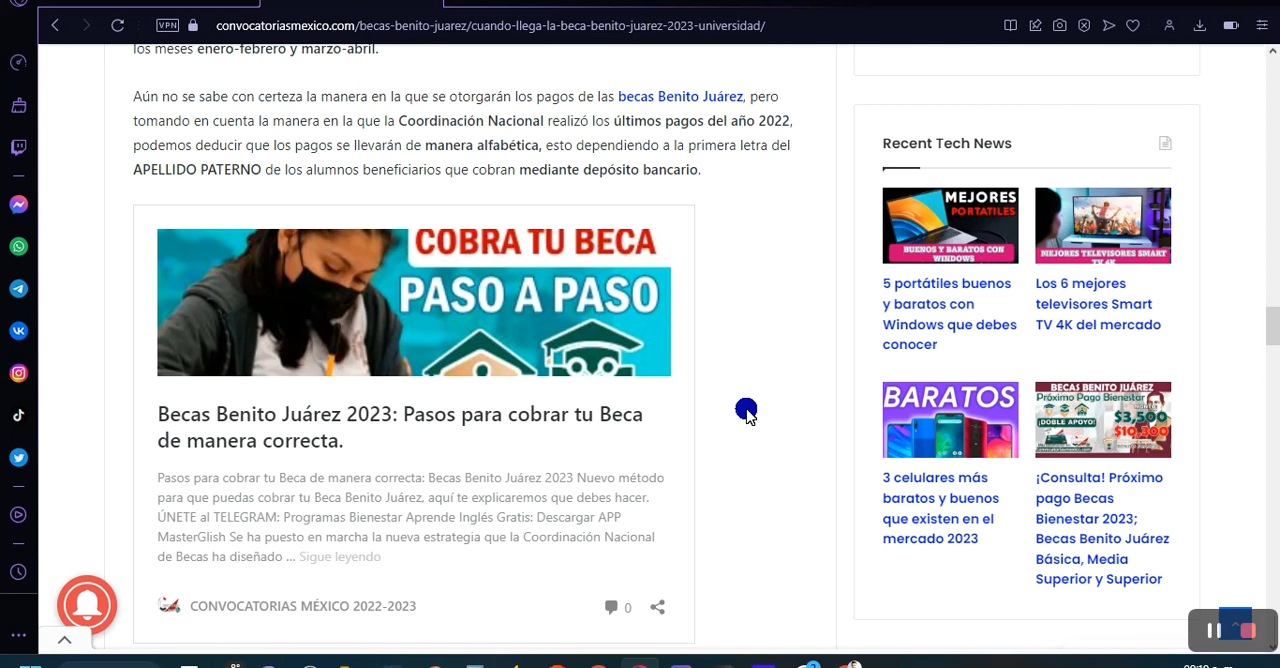 VPN convocatoriasmexico.com/becas-benito-juarez/cuando-llega-la-beca-benito-juarez-2023-universidad/
los meses enero-febrero y marzo-abril.
Aún no se sabe con certeza la manera en la que se otorgarán los pagos de las becas Benito Juárez, pero
tomando en cuenta la manera en la que la Coordinación Nacional realizó los últimos pagos del año 2022,
podemos deducir que los pagos se llevarán de manera alfabética, esto dependiendo a la primera letra del
APELLIDO PATERNO de los alumnos beneficiarios que cobran mediante depósito bancario.
COBRA TU BECA
PASO A PASO
Becas Benito Juárez 2023: Pasos para cobrar tu Beca
de manera correcta.
Pasos para cobrar tu Beca de manera correcta: Becas Benito Juárez 2023 Nuevo método
para que puedas cobrar tu Beca Benito Juárez, aquí te explicaremos que debes hacer.
ÚNETE al TELEGRAM: Programas Bienestar Aprende Inglés Gratis: Descargar APP
MasterGlish Se ha puesto en marcha la nueva estrategia que la Coordinación Nacional
de Becas ha diseñado ... Sigue leyendo
CONVOCATORIAS MÉXICO 2022-2023
0
Recent Tech News
MEJORES
PORTATILES
BUENOS Y BARATOS CON
WINDOWS
MEJORES TELEVISORES SMART
TV 4K
5 portátiles buenos
y baratos con
Windows que debes
conocer
Los 6 mejores
televisores Smart
TV 4K del mercado
BARATOS
BECAS BENITO JUÁREZ
Próximo Pago Bienestar
¡DOBLE APOYO!
$3,500
$10,300
3 celulares más
baratos y buenos
que existen en el
mercado 2023
¡Consulta! Próximo
pago Becas
Bienestar 2023;
Becas Benito Juárez
Básica, Media
Superior y Superior